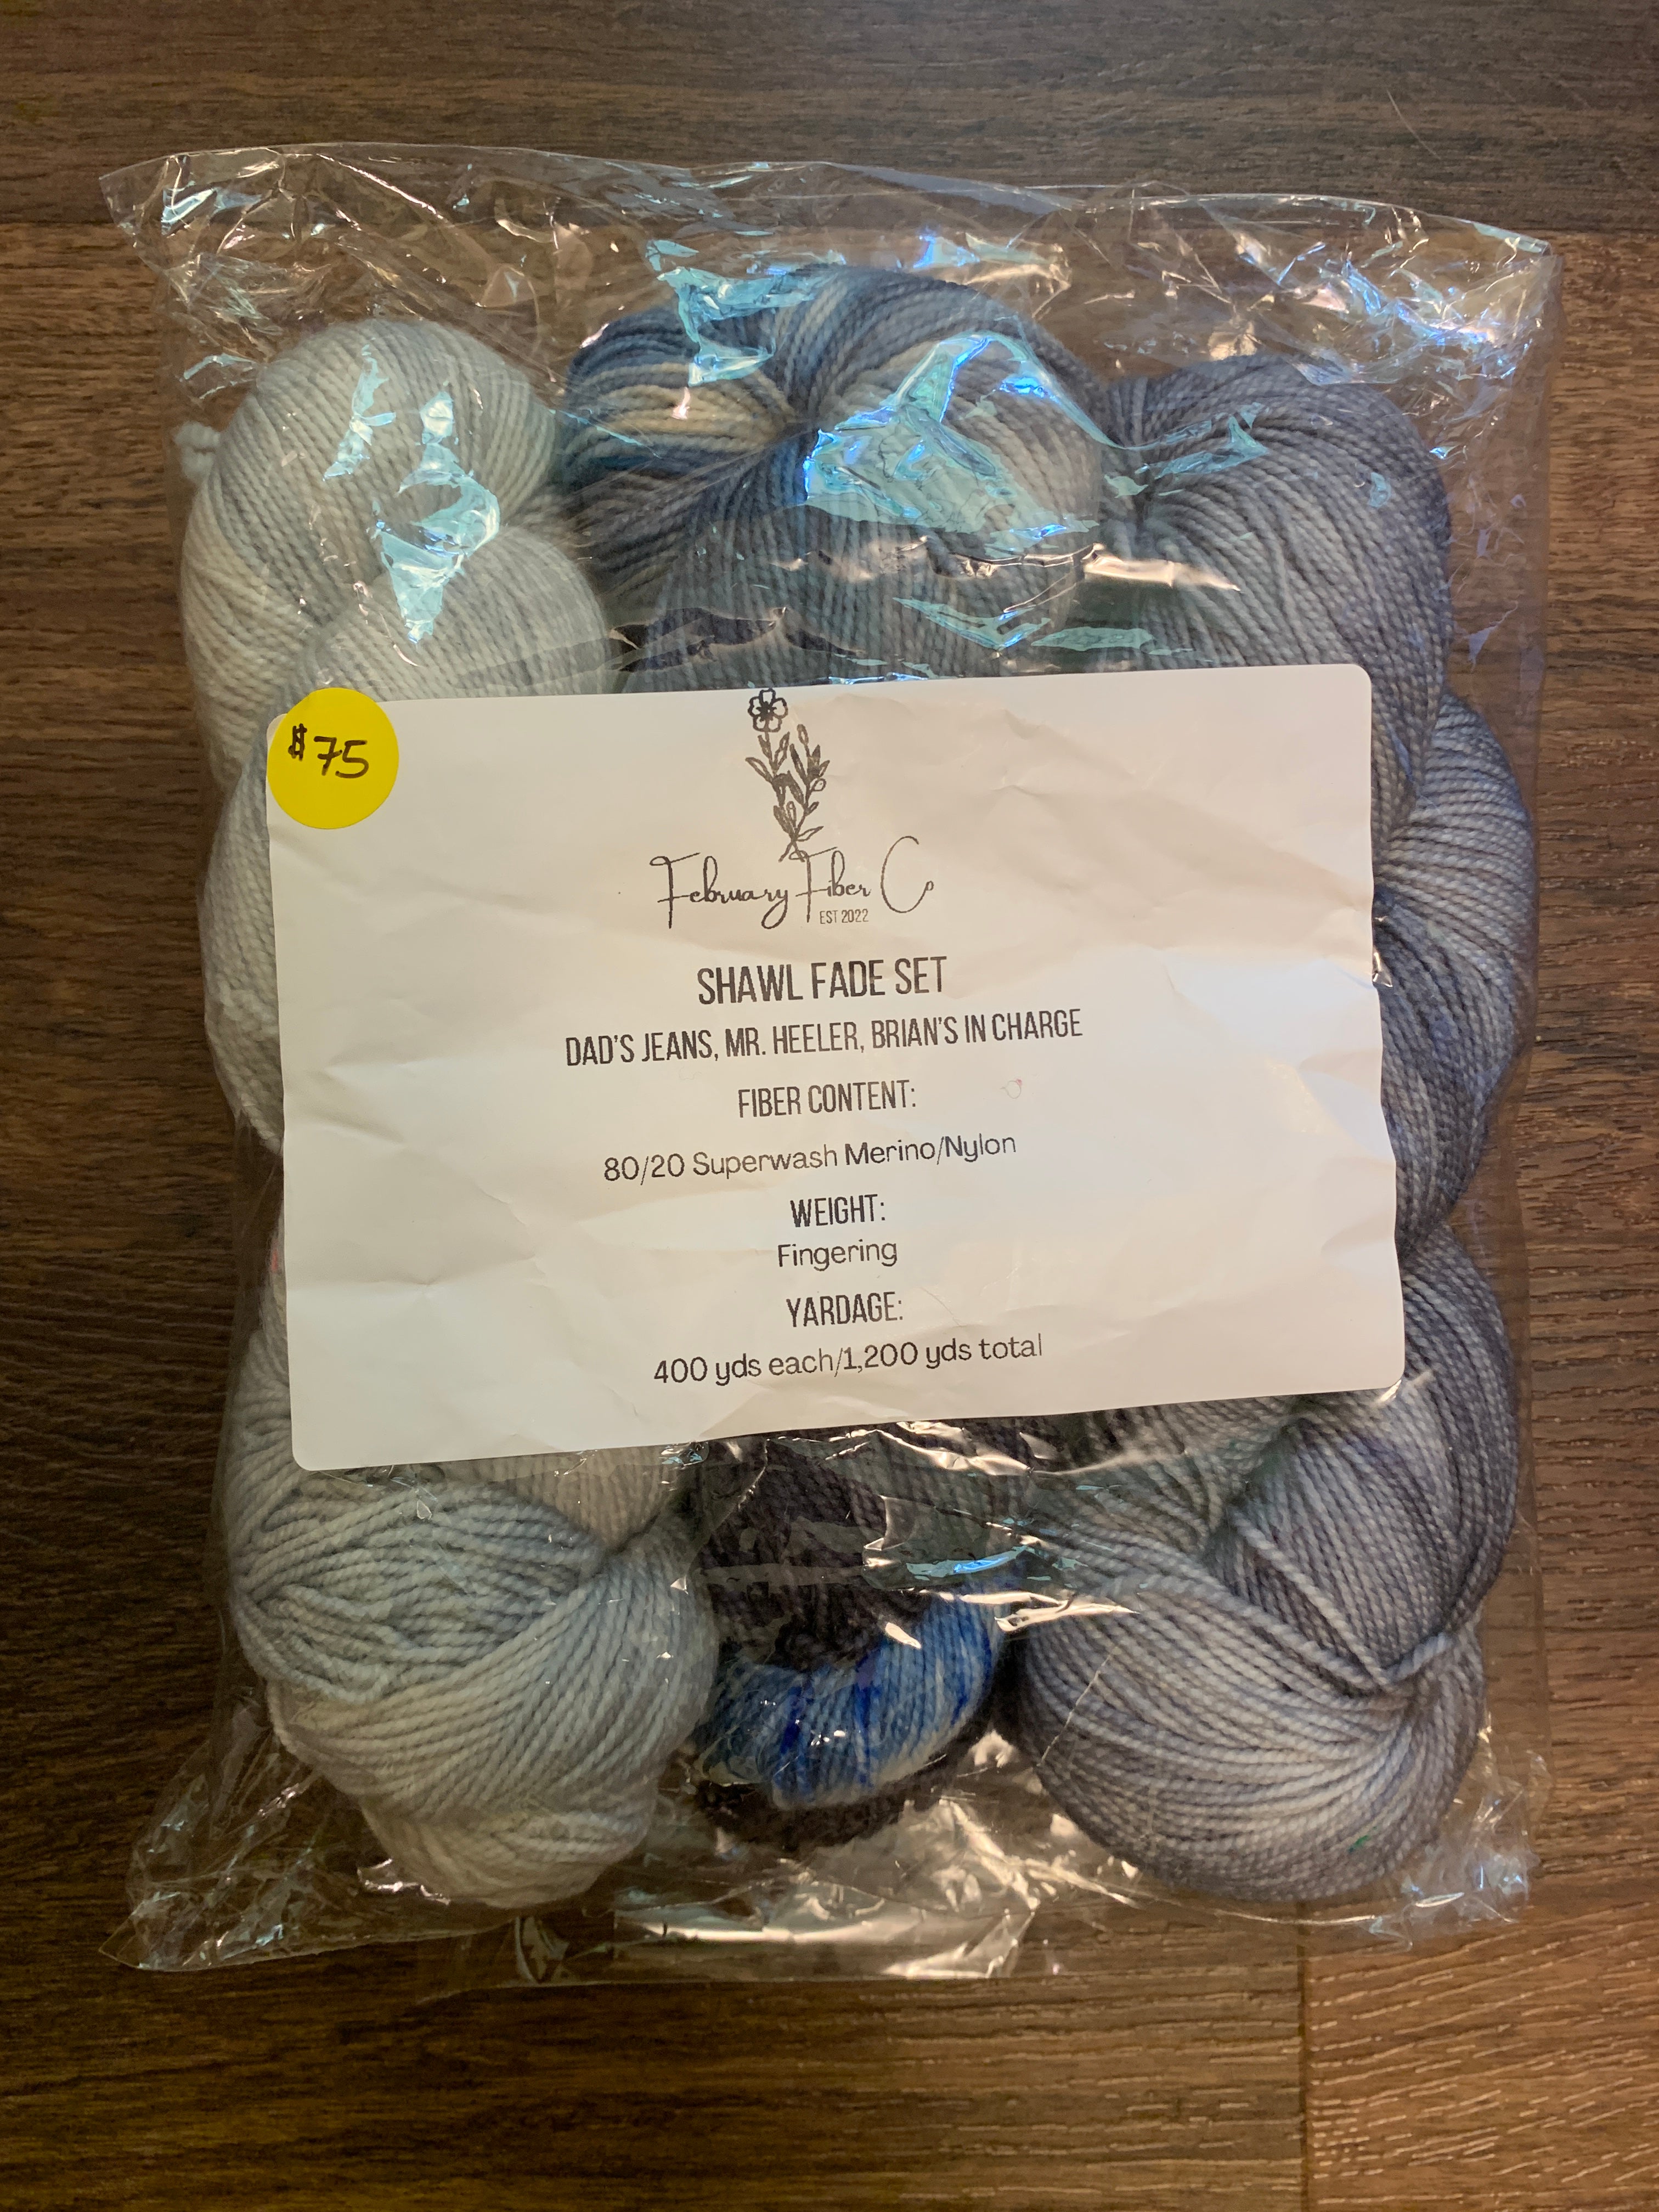 $75
February Fiber Co
EST 2022
SHAWL FADE SET
DAD'S JEANS, MR. HEELER, BRIAN'S IN CHARGE
FIBER CONTENT:
80/20 Superwash Merino/Nylon
WEIGHT:
Fingering
YARDAGE:
400 yds each/1,200 yds total